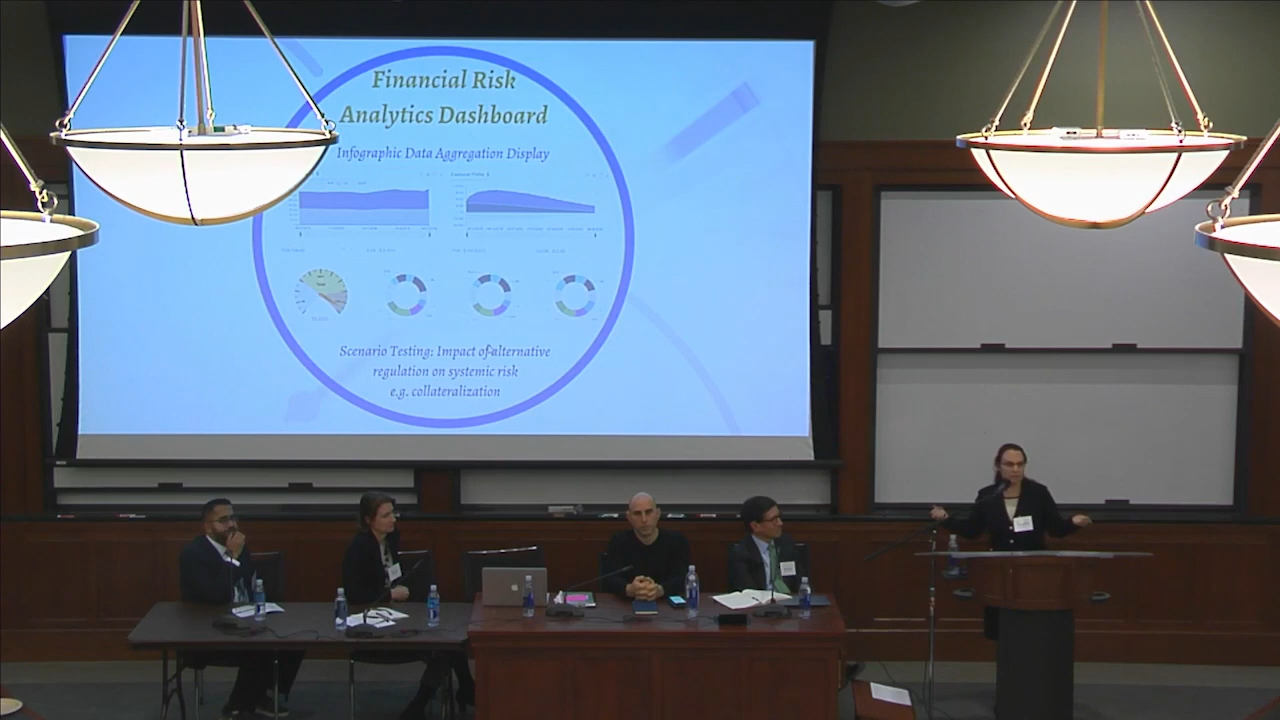 Financial Risk
Analytics Dashboard
Infographic Data Aggregation Display
Scenario Testing: Impact of alternative
regulation on systemic risk
e.g. collateralization